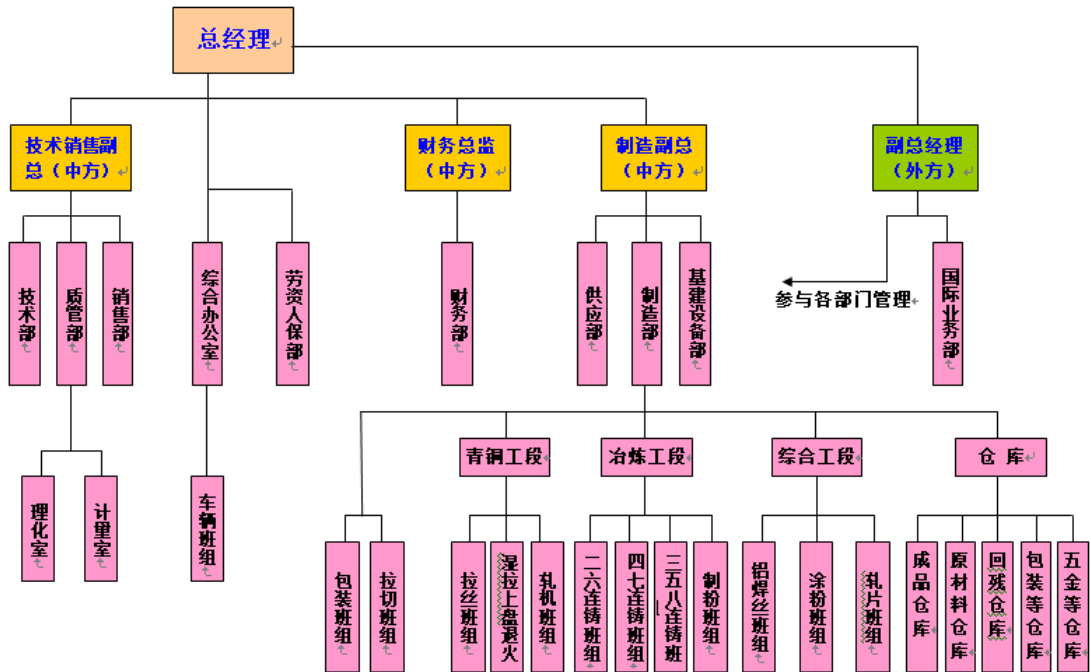 总经理
技术销售副
总（中方）
财务总监
（中方）
制造副总
（中方）
副总经理
（外方）
技术部
质管部
销售部
综合办公室
劳资人保部
财务部
供应部
制造部
基建设备部
参与各部门管理
国际业务部
青铜工段
冶炼工段
综合工段
仓 库
理化室
计量室
车辆班组
包装班组
拉切班组
拉丝班组
湿拉上盘退火
轧机班组
二六连铸班组
四七连铸班组
三五八连铸班
制粉班组
铝焊丝班组
涂粉班组
轧片班组
成品仓库
原材料仓库
回残仓库
包装等仓库
五金等仓库